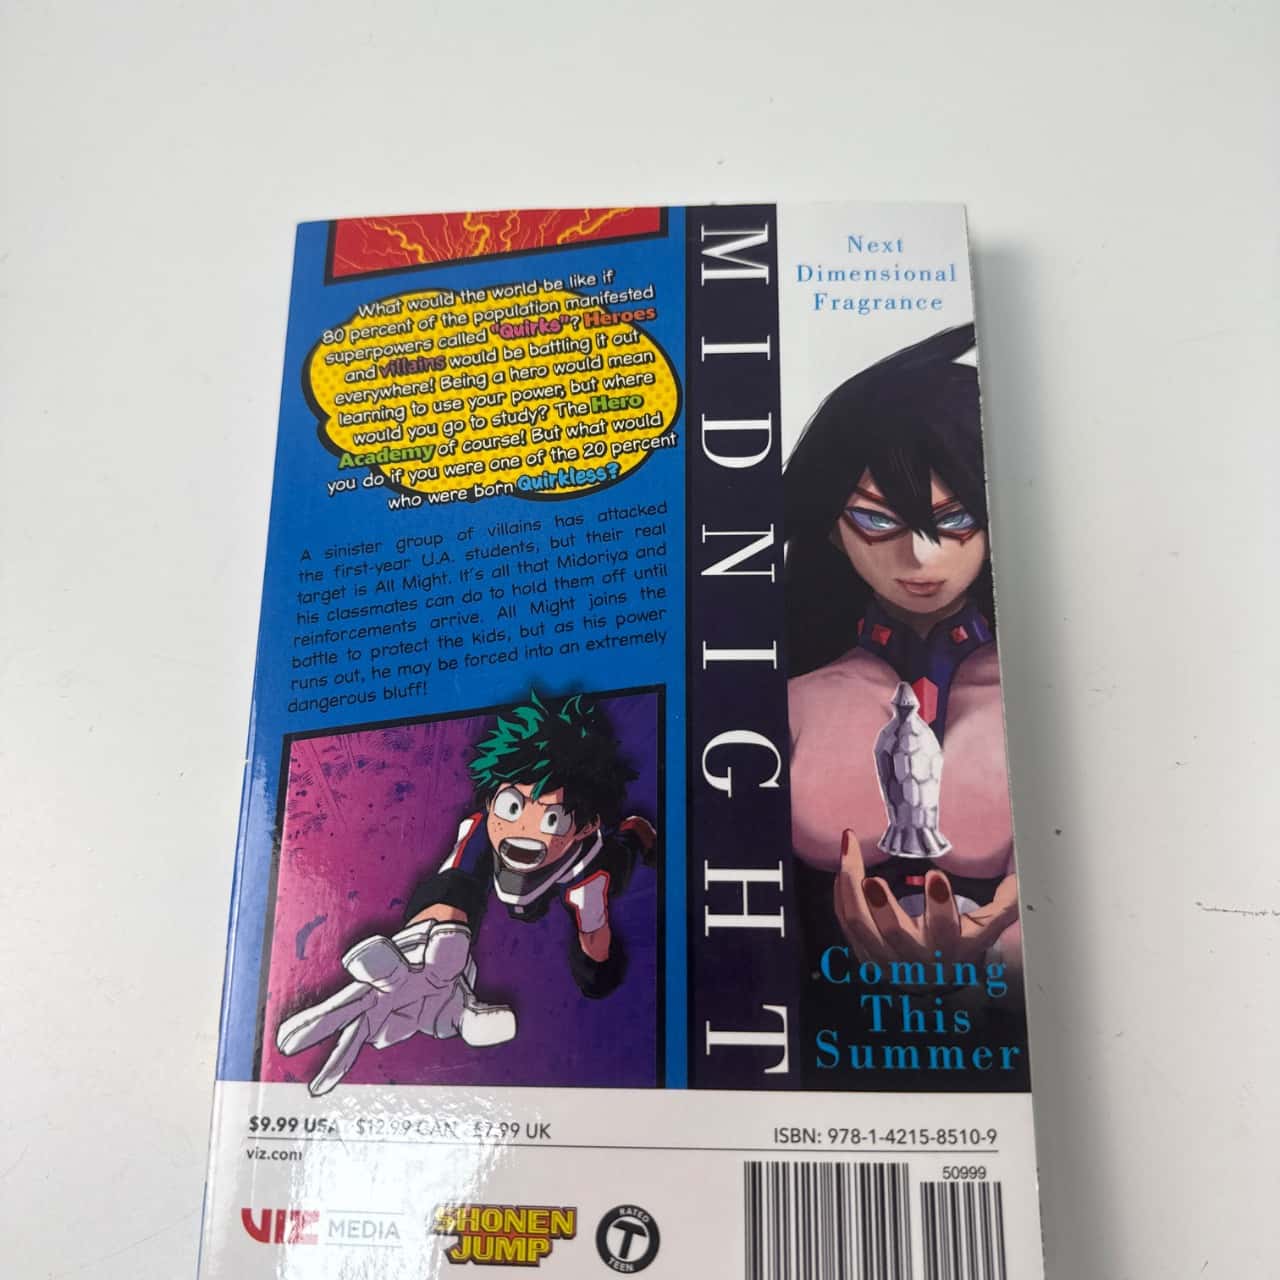 What would the world be like if
80 percent of the population manifested
superpowers called "Quirks"? Heroes
and villains would be battling it out
everywhere! Being a hero would mean
learning to use your power, but where
would you go to study? The Hero
Academy of course! But what would
you do if you were one of the 20 percent
who were born Quirkless?
A sinister group of villains has attacked
the first-year U.A. students, but their real
target is All Might. It's all that Midoriya and
his classmates can do to hold them off until
reinforcements arrive. All Might joins the
battle to protect the kids, but as his power
runs out, he may be forced into an extremely
dangerous bluff!
MIDNIGHT
Next
Dimensional
Fragrance
Coming
This
Summer
$9.99 USA $12.99 CAN £7.99 UK
viz.com
ISBN: 978-1-4215-8510-9
50999
VIZ MEDIA
SHONEN
JUMP
RATED
T
TEEN